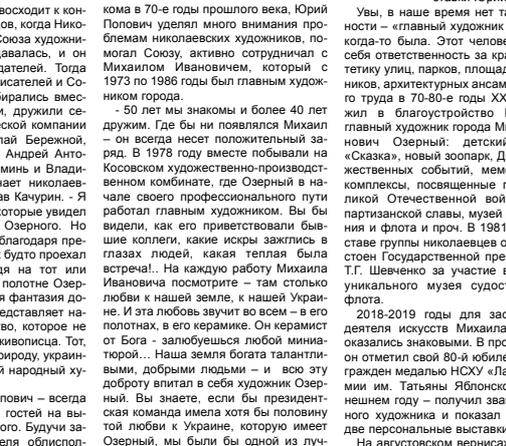 восходит к кон-
дов, когда Нико-
Союза художни-
давалась, и он
дателей. Тогда
исателей и Со-
бирались вмес-
и, дружили се-
ской компании
лай Бережной,
Андрей Анто-
минь и Влади-
нает николаев-
ав Качурин. - Я
которые увидел
Озерного. Но
благодаря пре-
будто проехал
дя на тот или
полотне Озер-
я фантазия до-
едставляет на-
во, которое не
живописца. Тот,
рироду, украин-
й народный ху-
пович – всегда
гостей на вы-
ого. Будучи за-
еля облиспол-
кома в 70-е годы прошлого века, Юрий
Попович уделял много внимания про-
блемам николаевских художников, по-
могал Союзу, активно сотрудничал с
Михаилом Ивановичем, который с
1973 по 1986 годы был главным худож-
ником города.
- 50 лет мы знакомы и более 40 лет
дружим. Где бы ни появлялся Михаил
– он всегда несет положительный за-
ряд. В 1978 году вместе побывали на
Косовском художественно-производст-
венном комбинате, где Озерный в на-
чале своего профессионального пути
работал главным художником. Вы бы
видели, как его приветствовали быв-
шие коллеги, какие искры зажглись в
глазах людей, какая теплая была
встреча!.. На каждую работу Михаила
Ивановича посмотрите – там столько
любви к нашей земле, к нашей Украи-
не. И эта любовь звучит во всем – в его
полотнах, в его керамике. Он керамист
от Бога - залюбуешься любой миниа-
тюрой… Наша земля богата талантли-
выми, добрыми людьми – и всю эту
доброту впитал в себя художник Озер-
ный. Вы знаете, если бы президент-
ская команда имела хотя бы половину
той любви к Украине, которую имеет
Озерный, мы были бы одной из луч-
Увы, в наше время нет та
ности – «главный художник
когда-то была. Этот челове
себя ответственность за кра
тетику улиц, парков, площад
ников, архитектурных ансам
го труда в 70-80-е годы XX
жил в благоустройство
главный художник города М
нович Озерный: детский
«Сказка», новый зоопарк, Д
жественных событий, мем
комплексы, посвященные
ликой Отечественной вой
партизанской славы, музей
ния и флота и проч. В 1981
ставе группы николаевцев о
стоен Государственной пре
Т.Г. Шевченко за участие в
уникального музея судос
флота.
2018-2019 годы для зас
деятеля искусств Михаила
оказались знаковыми. В про
он отметил свой 80-й юбиле
гражден медалью НСХУ «Ла
мии им. Татьяны Яблонско
нешнем году – получил зва
ного художника и показал
две персональные выставки
На августовском вернисаж